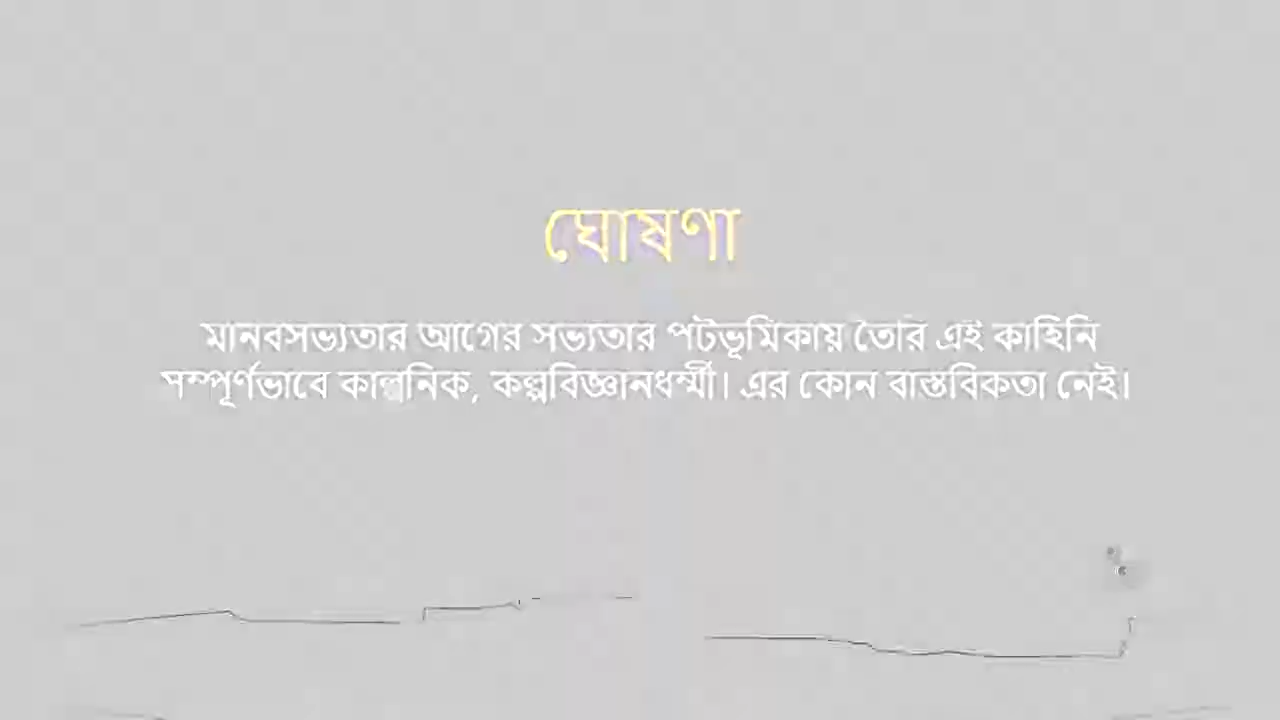 ঘোষণা
মানবসভ্যতার আগের সভ্যতার পটভূমিকায় তৈরি এই কাহিনি
সম্পূর্ণভাবে কাল্পনিক, কল্পবিজ্ঞানধর্ম্মী। এর কোন বাস্তবিকতা নেই।